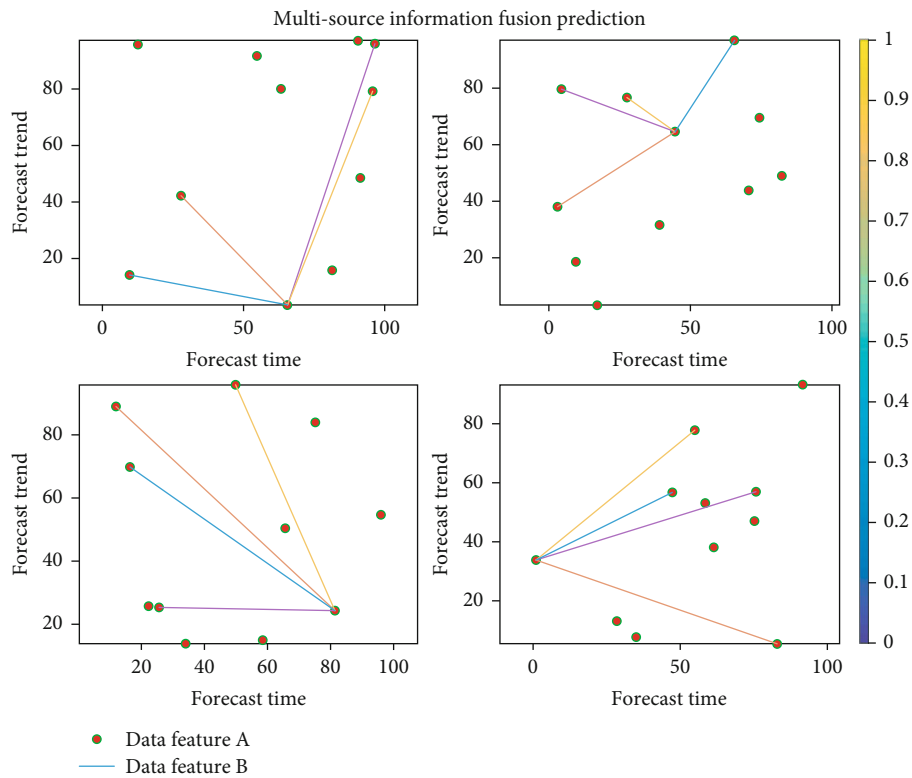 Multi-source information fusion prediction
80
60
40
20
Forecast trend
0 50 100
Forecast time
80
60
40
20
Forecast trend
0 50 100
Forecast time
80
60
40
20
Forecast trend
20 40 60 80 100
Forecast time
80
60
40
20
Forecast trend
0 50 100
Forecast time
1
0.9
0.8
0.7
0.6
0.5
0.4
0.3
0.2
0.1
0
Data feature A
Data feature B